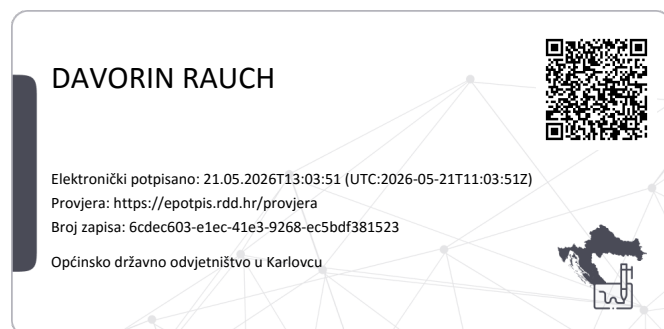 DAVORIN RAUCH
Elektronički potpisano: 21.05.2026T13:03:51 (UTC:2026-05-21T11:03:51Z)
Provjera: https://epotpis.rdd.hr/provjera
Broj zapisa: 6cdec603-e1ec-41e3-9268-ec5bdf381523
Općinsko državno odvjetništvo u Karlovcu